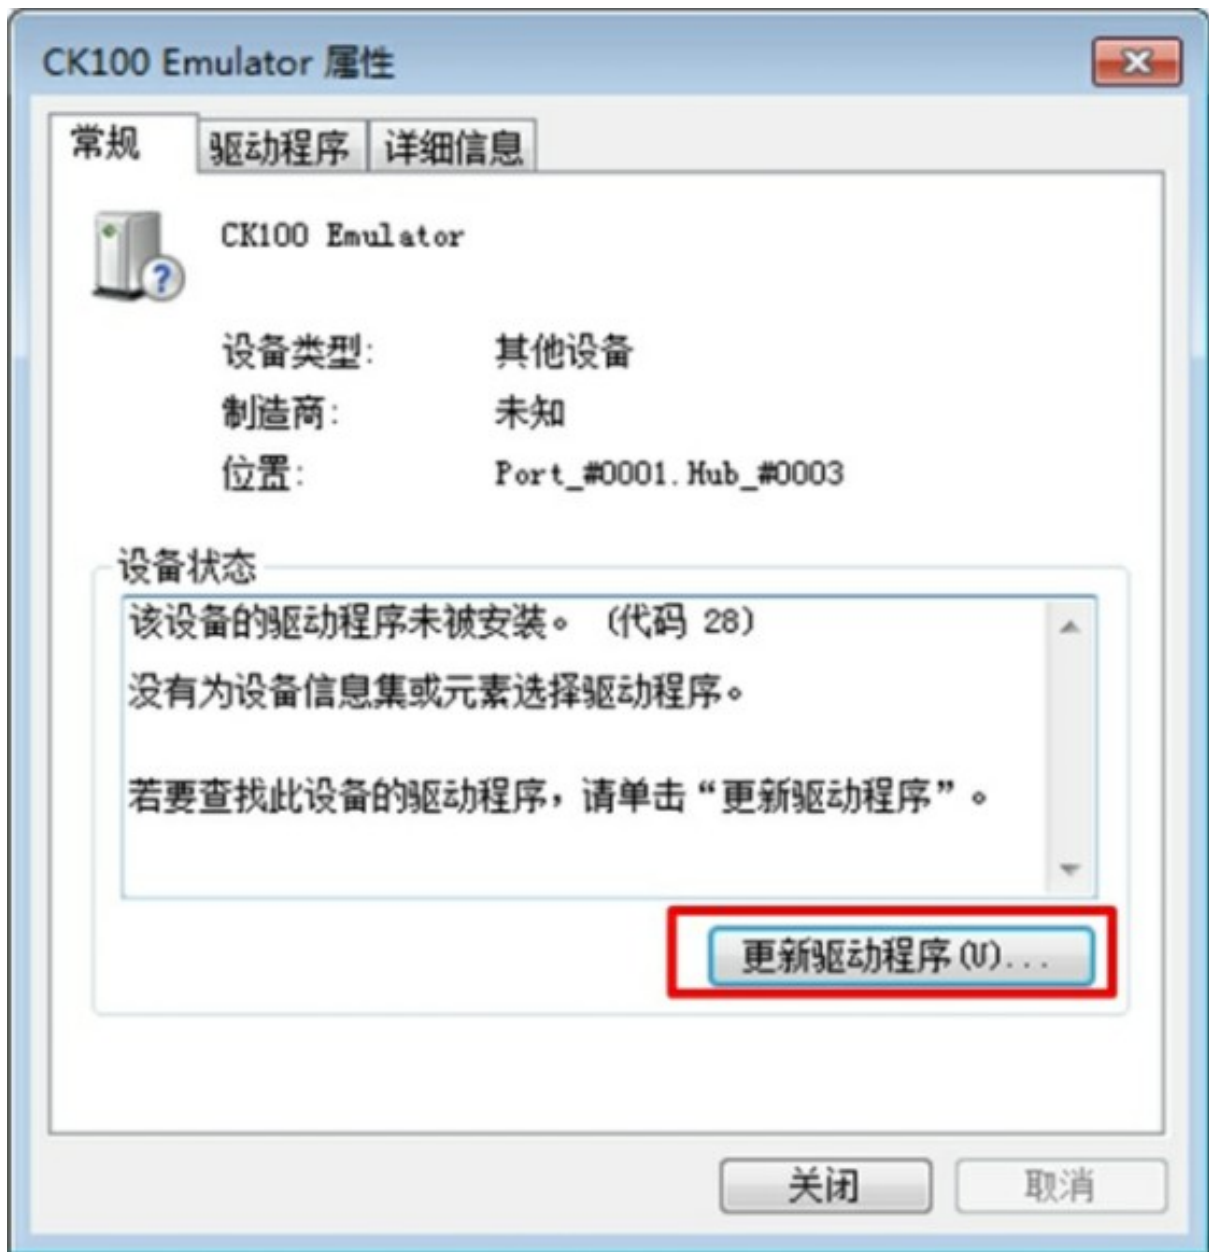 CK100 Emulator 属性
常规 驱动程序 详细信息
CK100 Emulator
设备类型: 其他设备
制造商: 未知
位置: Port_#0001.Hub_#0003
设备状态
该设备的驱动程序未被安装。 (代码 28)
没有为设备信息集或元素选择驱动程序。
若要查找此设备的驱动程序，请单击“更新驱动程序”。
更新驱动程序(U)...
关闭 取消